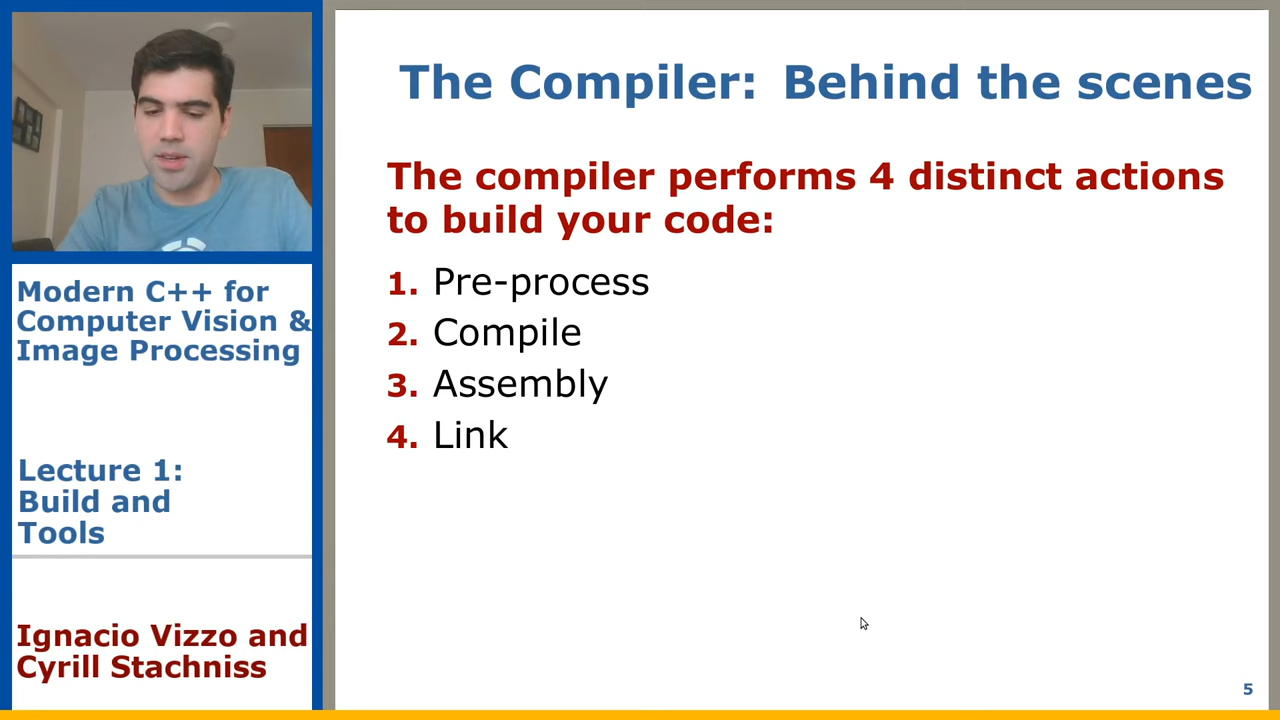 Modern C++ for
Computer Vision &
Image Processing
Lecture 1:
Build and
Tools
Ignacio Vizzo and
Cyrill Stachniss
The Compiler: Behind the scenes
The compiler performs 4 distinct actions
to build your code:
1. Pre-process
2. Compile
3. Assembly
4. Link
5